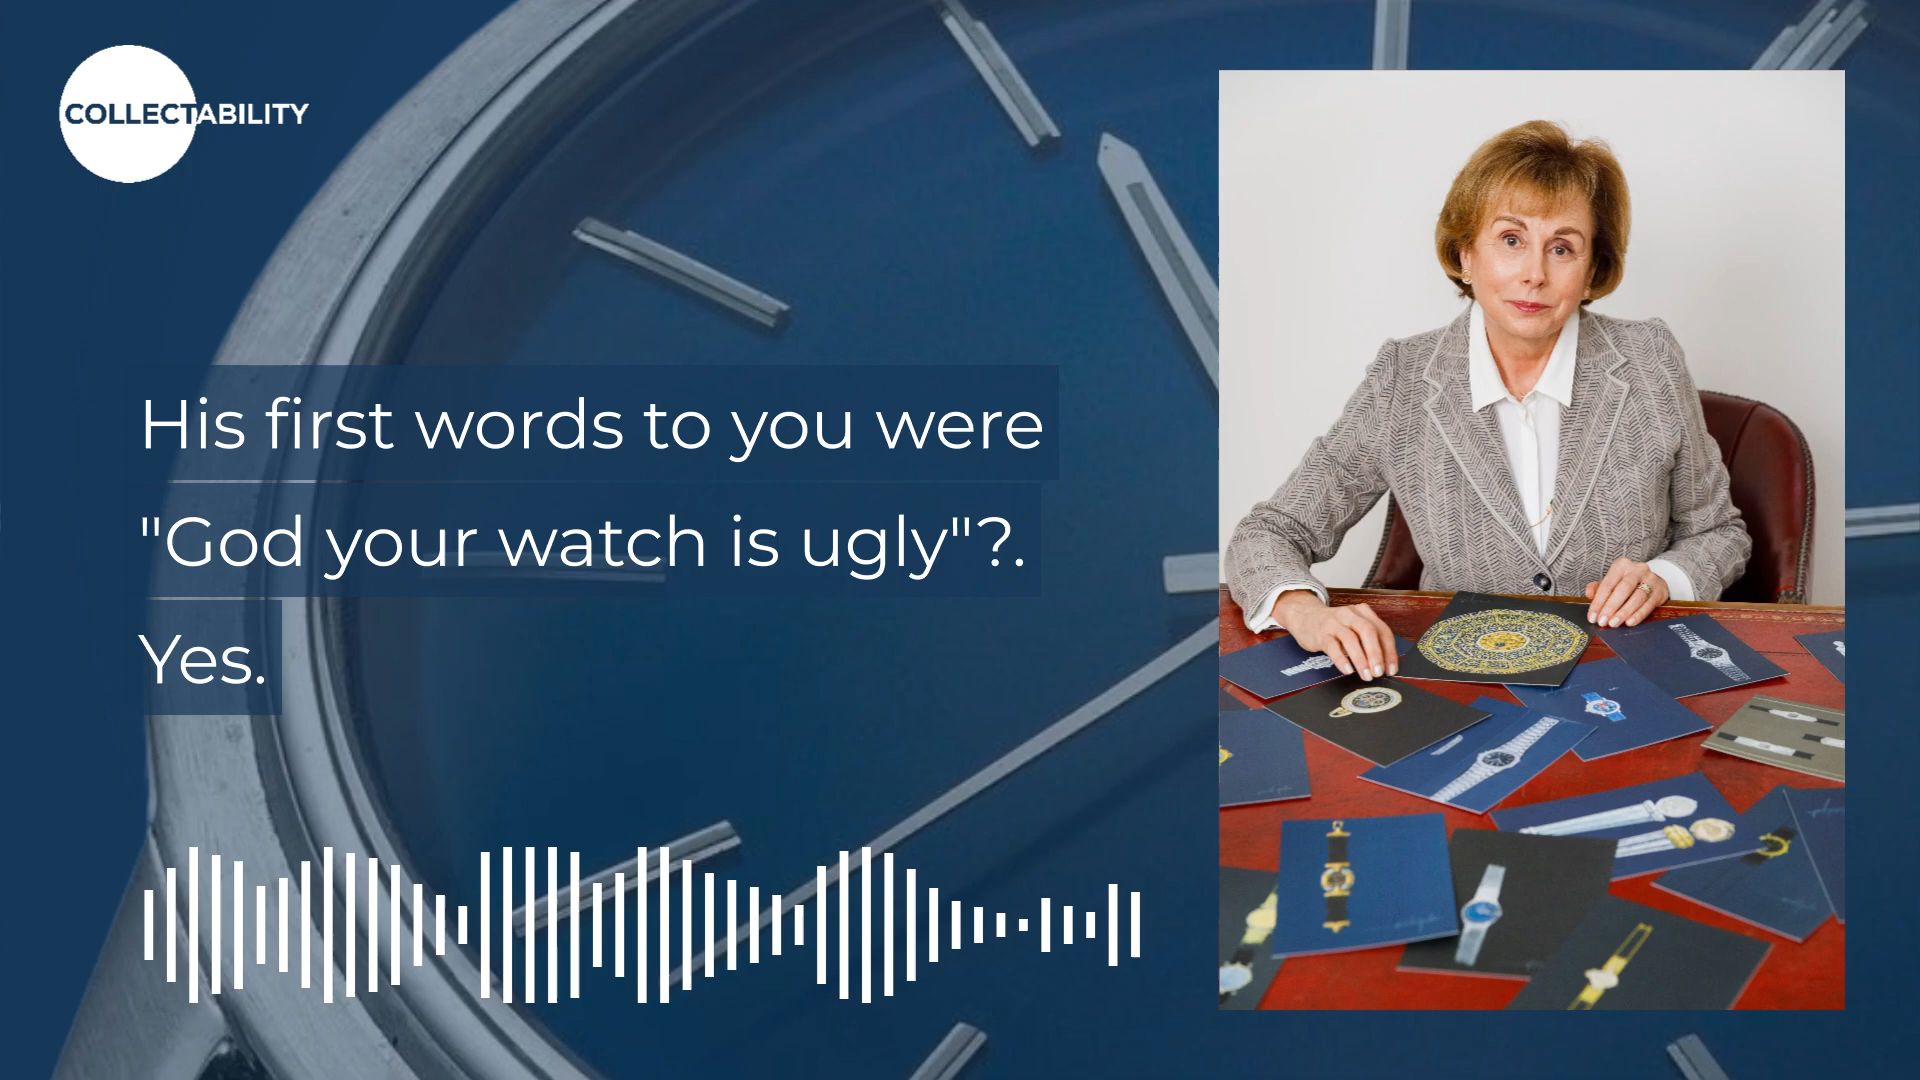 COLLECTABILITY
His first words to you were
"God your watch is ugly"?.
Yes.